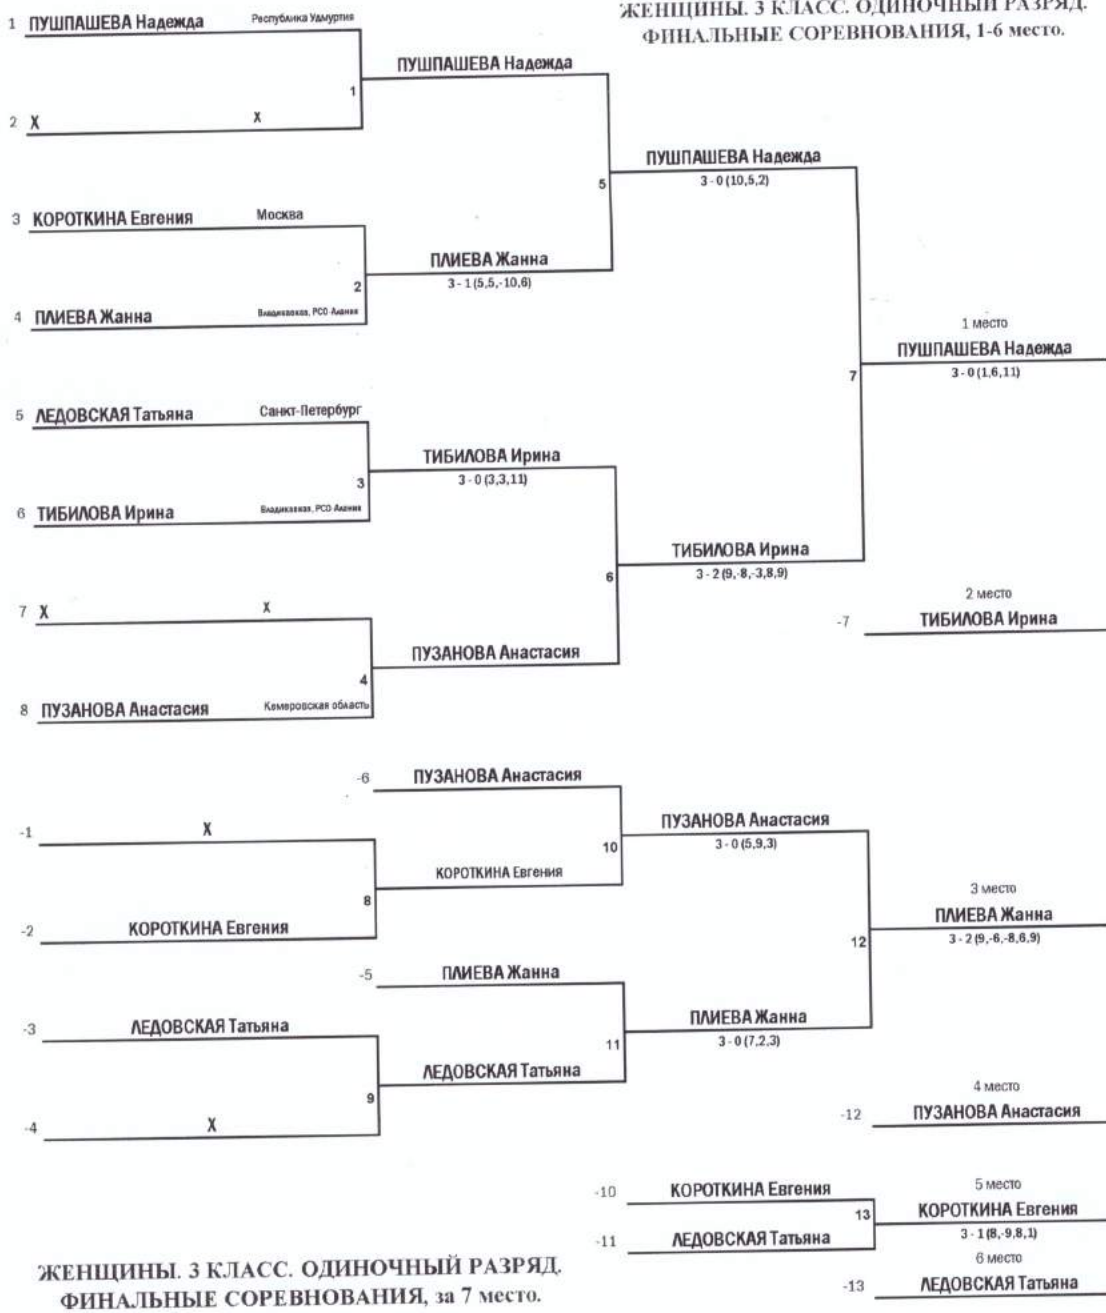 ЖЕНЩИНЫ. 3 КЛАСС. ОДИНОЧНЫЙ РАЗРЯД.
ФИНАЛЬНЫЕ СОРЕВНОВАНИЯ, 1-6 место.
1 ПУШПАШЕВА Надежда Республика Удмуртия
ПУШПАШЕВА Надежда
1
2 X X
ПУШПАШЕВА Надежда
3 - 0 (10,5,2)
5
3 КОРОТКИНА Евгения Москва
ПЛИЕВА Жанна
3 - 1 (5,5,-10,6)
2
4 ПЛИЕВА Жанна Владикавказ, РСО-Алания
1 место
ПУШПАШЕВА Надежда
3 - 0 (1,6,11)
7
5 ЛЕДОВСКАЯ Татьяна Санкт-Петербург
ТИБИЛОВА Ирина
3 - 0 (3,3,11)
3
6 ТИБИЛОВА Ирина Владикавказ, РСО-Алания
ТИБИЛОВА Ирина
3 - 2 (9,-8,-3,8,9)
6
7 X X
2 место
-7 ТИБИЛОВА Ирина
ПУЗАНОВА Анастасия
4
8 ПУЗАНОВА Анастасия Кемеровская область
-6 ПУЗАНОВА Анастасия
-1 X
ПУЗАНОВА Анастасия
3 - 0 (5,9,3)
10
КОРОТКИНА Евгения
8
-2 КОРОТКИНА Евгения
3 место
ПЛИЕВА Жанна
3 - 2 (9,-6,-8,6,9)
12
-5 ПЛИЕВА Жанна
-3 ЛЕДОВСКАЯ Татьяна
ПЛИЕВА Жанна
3 - 0 (7,2,3)
11
ЛЕДОВСКАЯ Татьяна
9
-4 X
4 место
-12 ПУЗАНОВА Анастасия
-10 КОРОТКИНА Евгения
5 место
13 КОРОТКИНА Евгения
3 - 1 (8,-9,8,1)
-11 ЛЕДОВСКАЯ Татьяна
6 место
-13 ЛЕДОВСКАЯ Татьяна
ЖЕНЩИНЫ. 3 КЛАСС. ОДИНОЧНЫЙ РАЗРЯД.
ФИНАЛЬНЫЕ СОРЕВНОВАНИЯ, за 7 место.